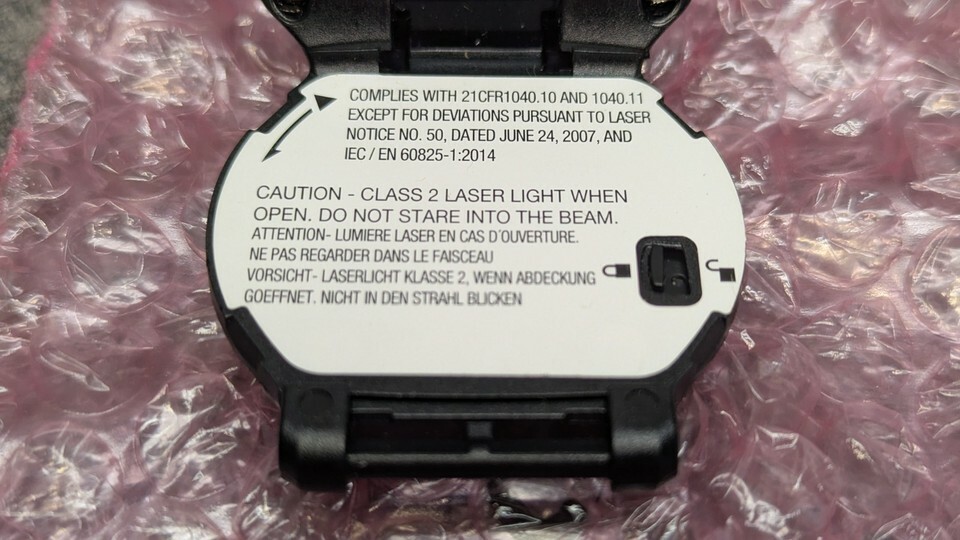 COMPLIES WITH 21CFR1040.10 AND 1040.11
EXCEPT FOR DEVIATIONS PURSUANT TO LASER
NOTICE NO. 50, DATED JUNE 24, 2007, AND
IEC / EN 60825-1:2014
CAUTION - CLASS 2 LASER LIGHT WHEN
OPEN. DO NOT STARE INTO THE BEAM.
ATTENTION- LUMIERE LASER EN CAS D'OUVERTURE.
NE PAS REGARDER DANS LE FAISCEAU
VORSICHT- LASERLICHT KLASSE 2, WENN ABDECKUNG
GOEFFNET. NICHT IN DEN STRAHL BLICKEN